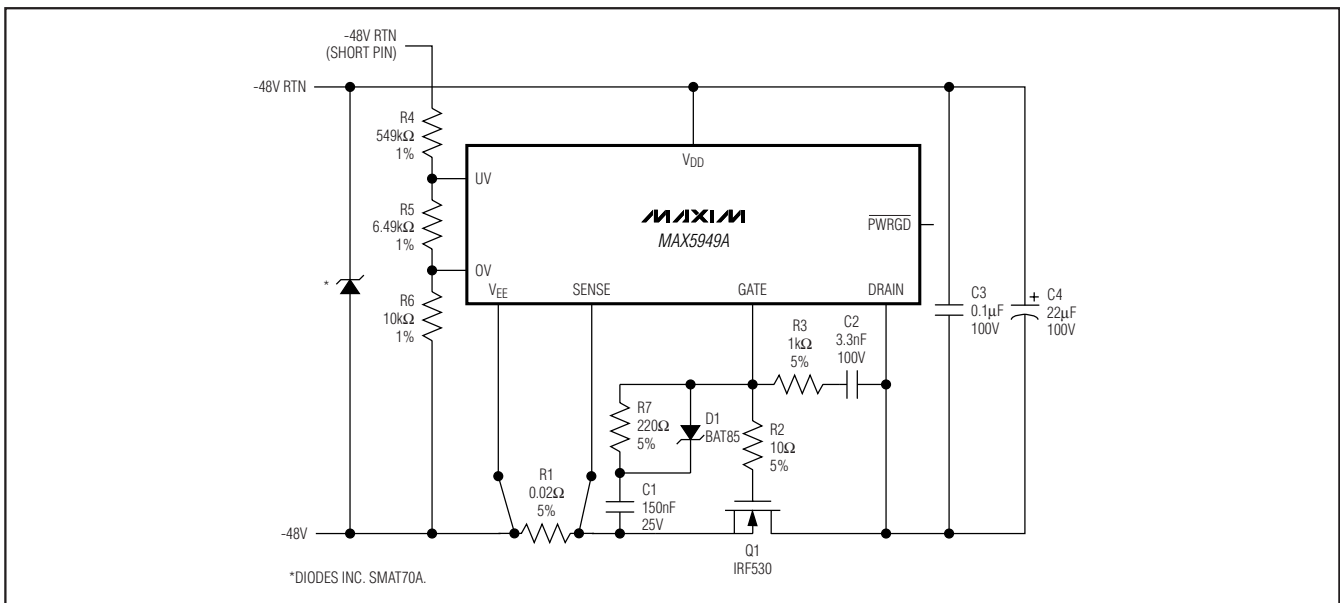 -48V RTN
(SHORT PIN)
-48V RTN
R4
549kΩ
1%
UV
R5
6.49kΩ
1%
OV
R6
10kΩ
1%
*
VDD
MAXIM
MAX5949A
PWRGD
VEE
SENSE
GATE
DRAIN
C3
0.1μF
100V
+
C4
22μF
100V
R3
1kΩ
5%
C2
3.3nF
100V
R7
220Ω
5%
D1
BAT85
R2
10Ω
5%
R1
0.02Ω
5%
C1
150nF
25V
-48V
Q1
IRF530
*DIODES INC. SMAT70A.